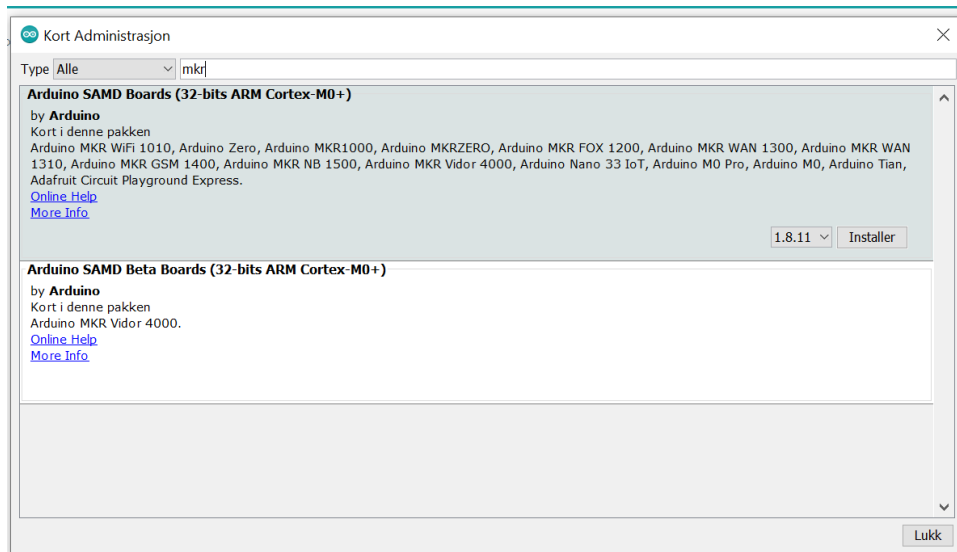 Kort Administrasjon
Type Alle mkr
Arduino SAMD Boards (32-bits ARM Cortex-M0+)
by Arduino
Kort i denne pakken
Arduino MKR WiFi 1010, Arduino Zero, Arduino MKR1000, Arduino MKRZERO, Arduino MKR FOX 1200, Arduino MKR WAN 1300, Arduino MKR WAN
1310, Arduino MKR GSM 1400, Arduino MKR NB 1500, Arduino MKR Vidor 4000, Arduino Nano 33 IoT, Arduino M0 Pro, Arduino M0, Arduino Tian,
Adafruit Circuit Playground Express.
Online Help
More Info
1.8.11 Installer
Arduino SAMD Beta Boards (32-bits ARM Cortex-M0+)
by Arduino
Kort i denne pakken
Arduino MKR Vidor 4000.
Online Help
More Info
Lukk